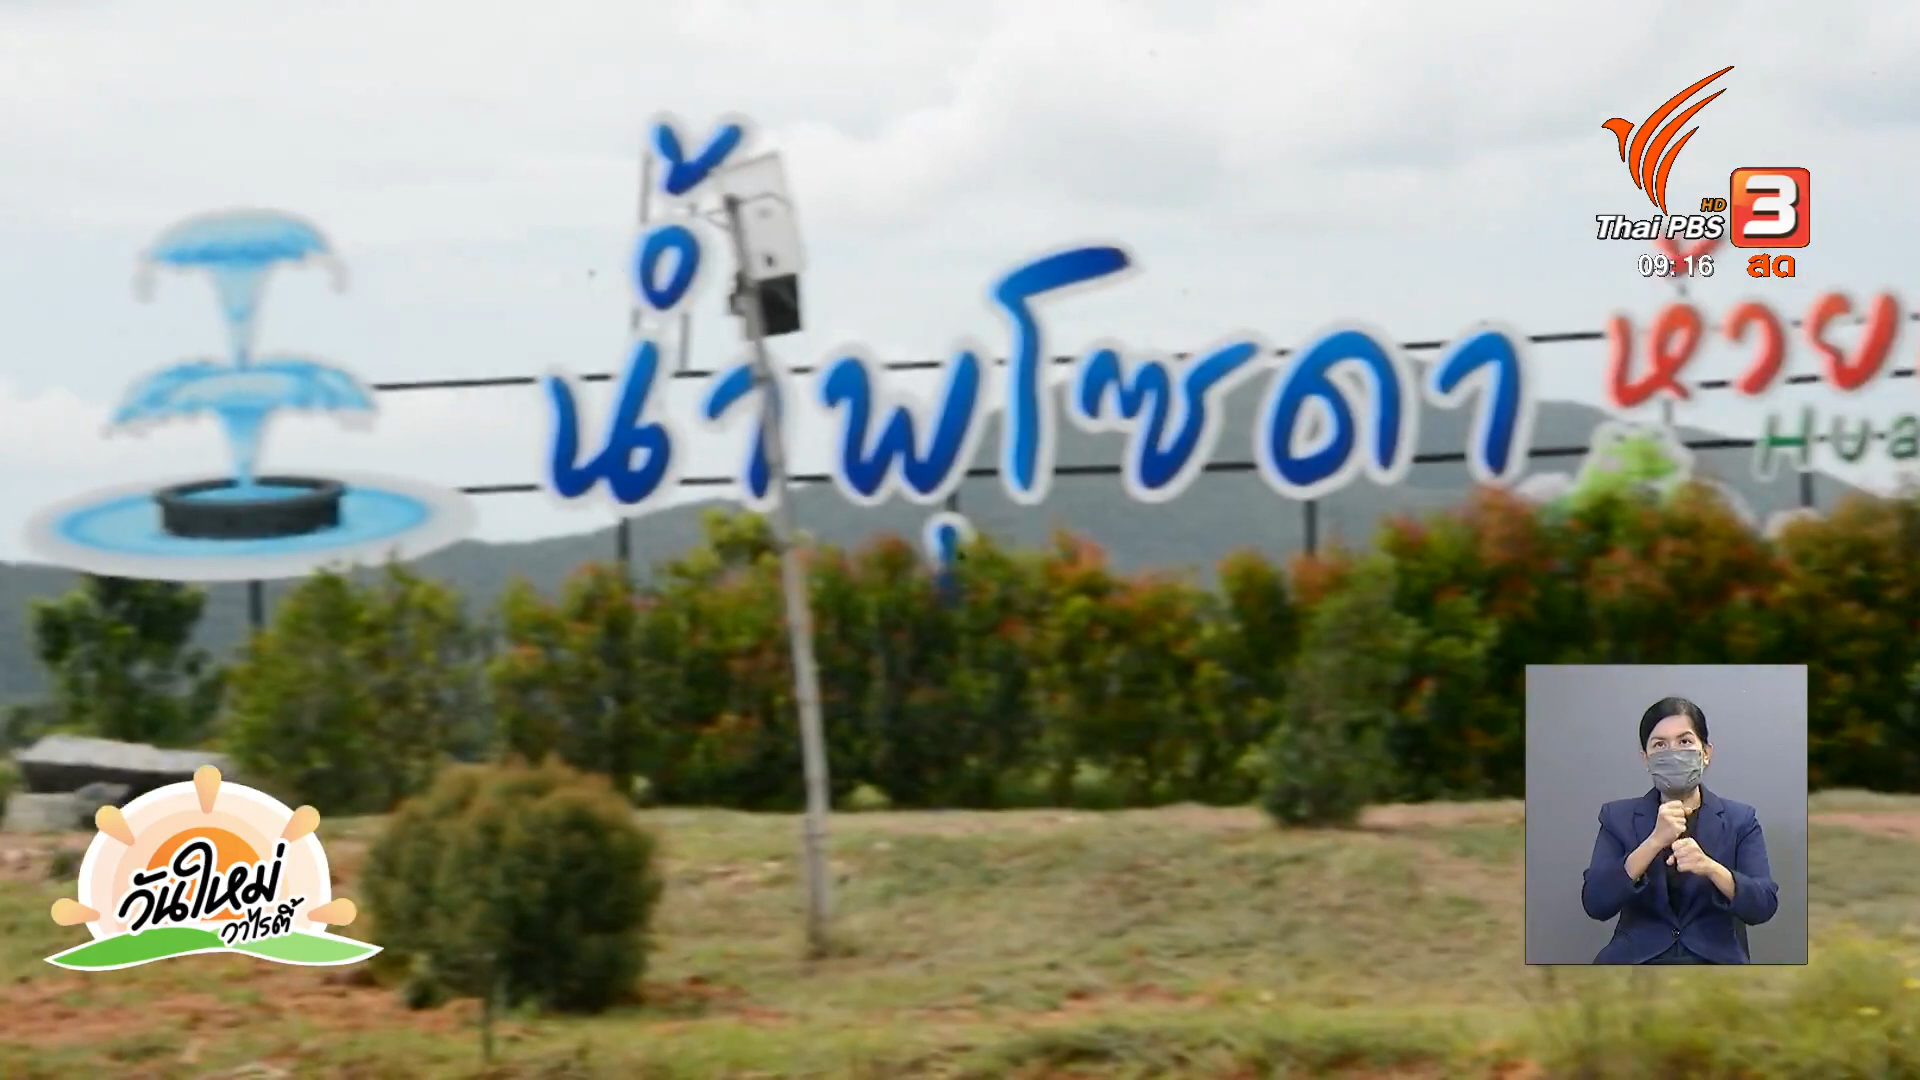 น้ำพุโซดา ห้วย
Hua
Thai PBS HD 3
09:16 สด
วันใหม่
วาไรตี้